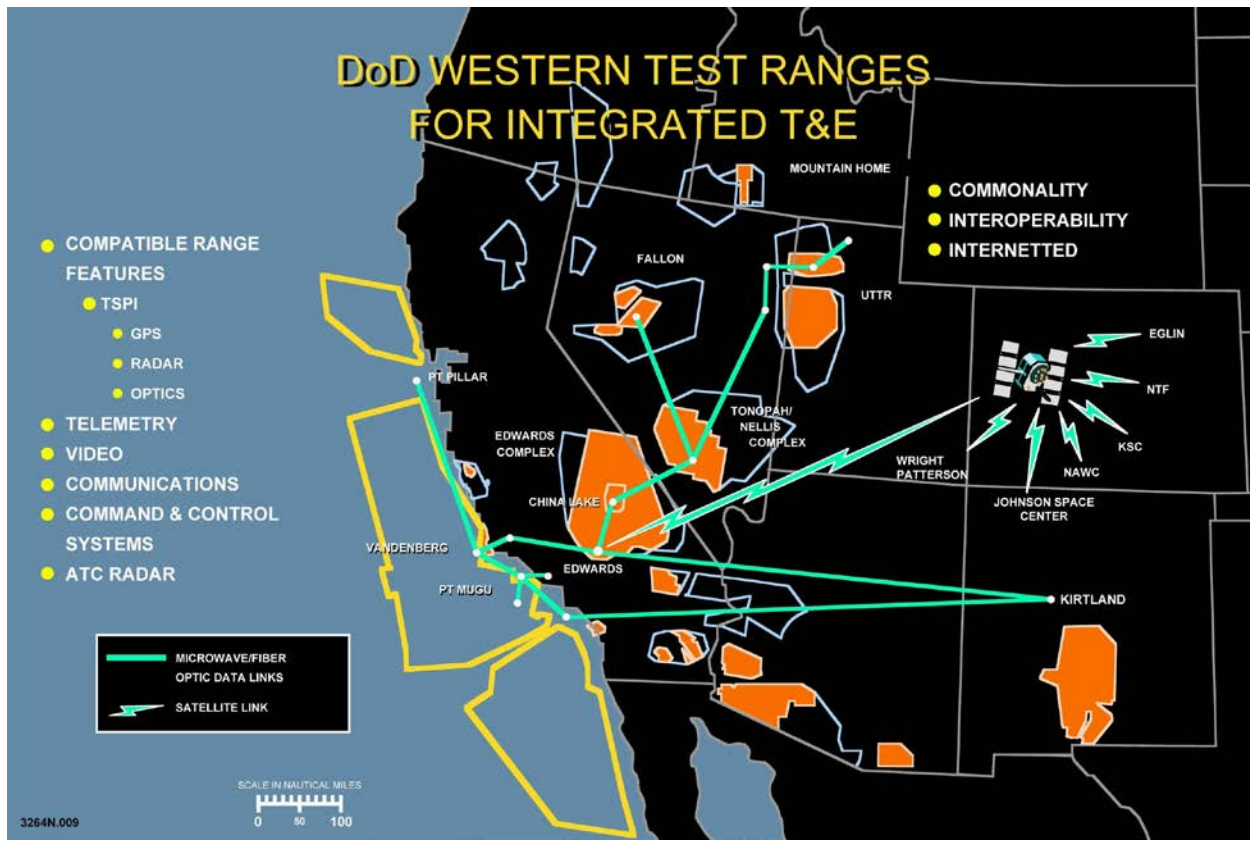 DoD WESTERN TEST RANGES
FOR INTEGRATED T&E
COMPATIBLE RANGE
FEATURES
TSPI
GPS
RADAR
OPTICS
TELEMETRY
VIDEO
COMMUNICATIONS
COMMAND & CONTROL
SYSTEMS
ATC RADAR
COMMONALITY
INTEROPERABILITY
INTERNETTED
MOUNTAIN HOME
FALLON
UTTR
PT PILLAR
TONOPAH/
NELLIS
COMPLEX
EDWARDS
COMPLEX
CHINA LAKE
VANDENBERG
EDWARDS
PT MUGU
KIRTLAND
EGLIN
NTF
KSC
NAWC
JOHNSON SPACE
CENTER
WRIGHT
PATTERSON
MICROWAVE/FIBER
OPTIC DATA LINKS
SATELLITE LINK
SCALE IN NAUTICAL MILES
0 50 100
3264N.009